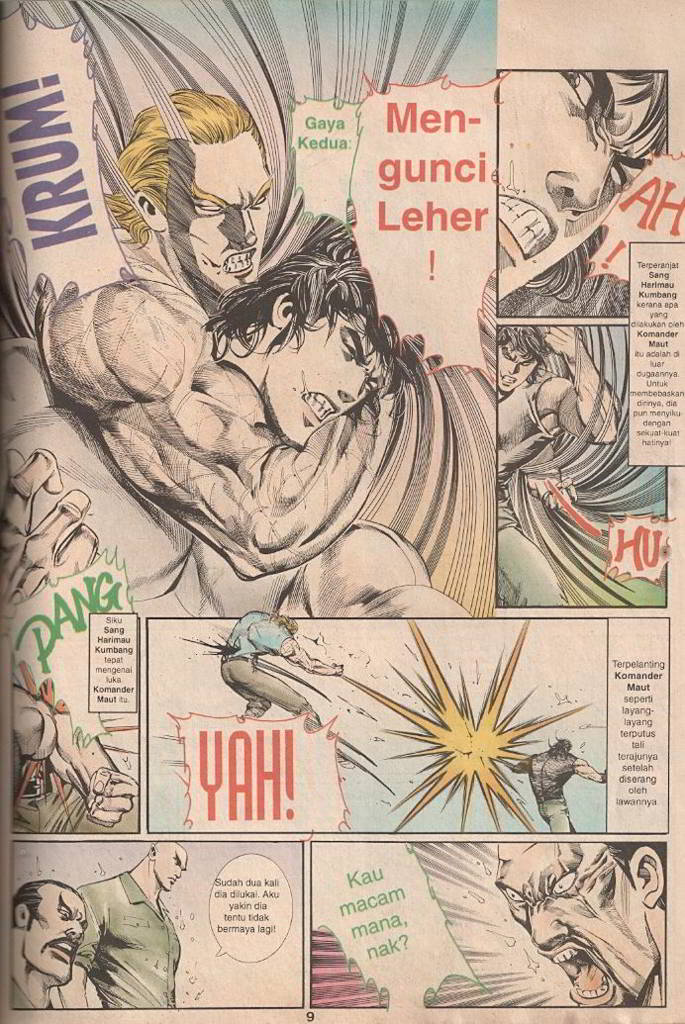 KRUM!
Gaya
Kedua:
Men-
gunci
Leher
!
AH
!
Terperanjat
Sang
Harimau
Kumbang
kerana apa
yang
dilakukan oleh
Komander
Maut
itu adalah di
luar
dugaannya.
Untuk
membebaskan
dirinya, dia
pun menyiku
dengan
sekuat-kuat
hatinya!
HU
PANG
Siku
Sang
Harimau
Kumbang
tepat
mengenai
luka
Komander
Maut itu.
YAH!
Terpelanting
Komander
Maut
seperti
layang-
layang
terputus
tali
terajunya
setelah
diserang
oleh
lawannya.
Sudah dua kali
dia dilukai. Aku
yakin dia
tentu tidak
bermaya lagi!
Kau
macam
mana,
nak?
9